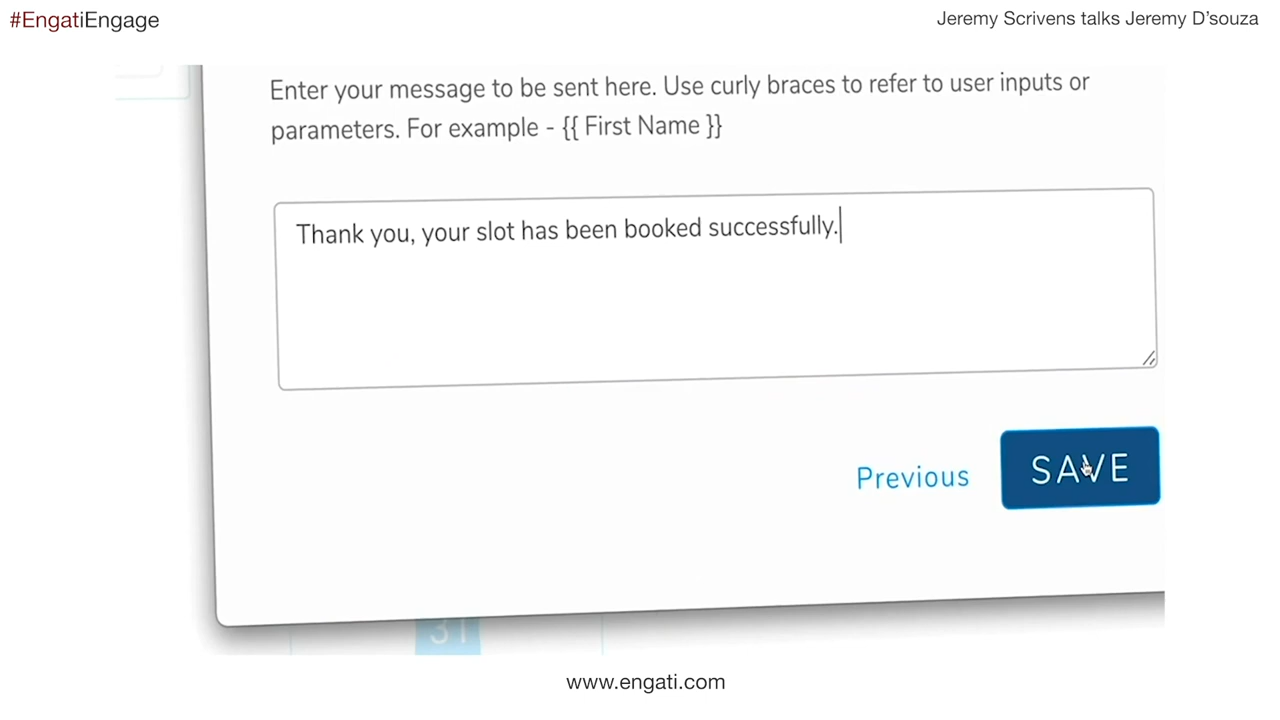 #EngatiEngage
Jeremy Scrivens talks Jeremy D'souza
Enter your message to be sent here. Use curly braces to refer to user inputs or
parameters. For example - {{ First Name }}
Thank you, your slot has been booked successfully.
Previous
SAVE
31
www.engati.com